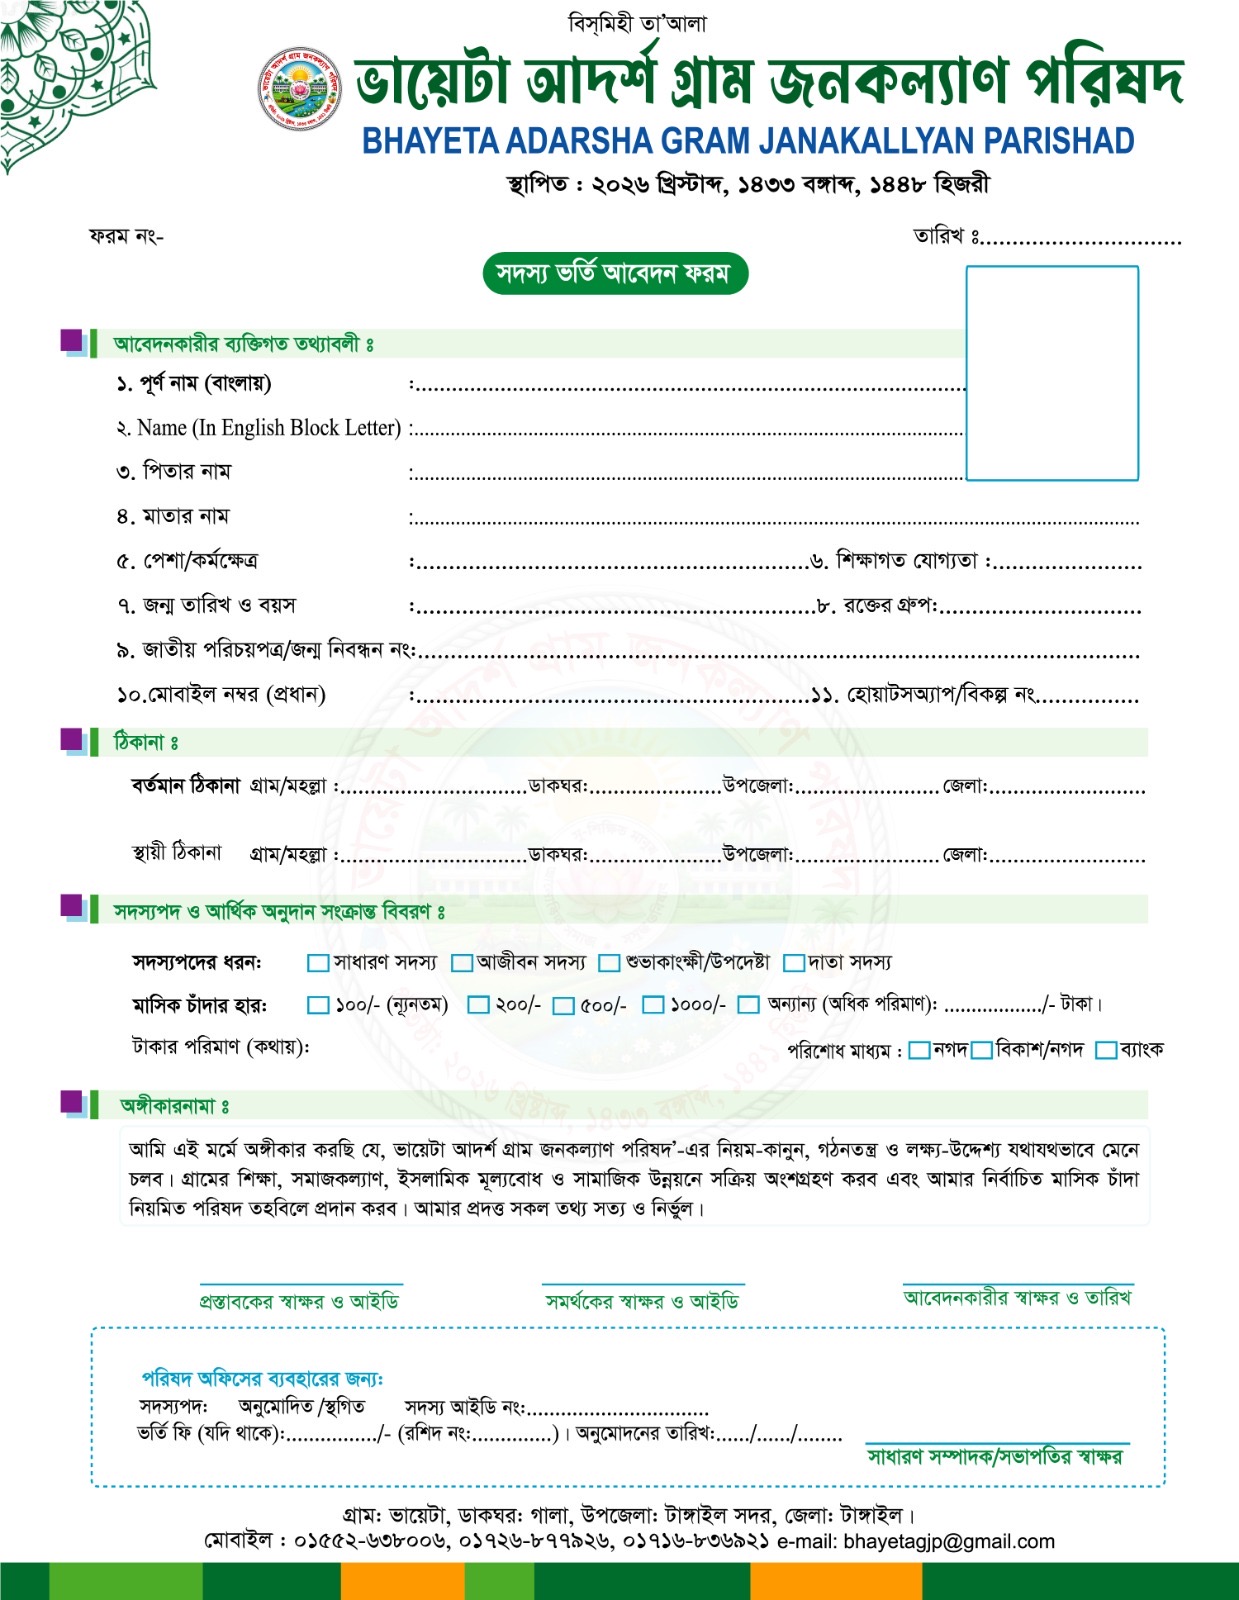 বিস্‌মিহী তা’আলা
ভায়েটা আদর্শ গ্রাম জনকল্যাণ পরিষদ
BHAYETA ADARSHA GRAM JANAKALLYAN PARISHAD
স্থাপিত : ২০২৬ খ্রিস্টাব্দ, ১৪৩৩ বঙ্গাব্দ, ১৪৪৮ হিজরী
ফরম নং- তারিখ ঃ................................
সদস্য ভর্তি আবেদন ফরম
আবেদনকারীর ব্যক্তিগত তথ্যাবলী ঃ
১. পূর্ণ নাম (বাংলায়) :................................................................
২. Name (In English Block Letter) :................................................................
৩. পিতার নাম :................................................................
৪. মাতার নাম :................................................................
৫. পেশা/কর্মক্ষেত্র :................................................৬. শিক্ষাগত যোগ্যতা :.......................
৭. জন্ম তারিখ ও বয়স :................................................৮. রক্তের গ্রুপ:...............................
৯. জাতীয় পরিচয়পত্র/জন্ম নিবন্ধন নং:................................................................
১০.মোবাইল নম্বর (প্রধান) :................................................১১. হোয়াটসঅ্যাপ/বিকল্প নং................
ঠিকানা ঃ
বর্তমান ঠিকানা গ্রাম/মহল্লা :.............................ডাকঘর:.....................উপজেলা:......................জেলা:........................
স্থায়ী ঠিকানা গ্রাম/মহল্লা :.............................ডাকঘর:.....................উপজেলা:......................জেলা:........................
সদস্যপদ ও আর্থিক অনুদান সংক্রান্ত বিবরণ ঃ
সদস্যপদের ধরন: সাধারণ সদস্য আজীবন সদস্য শুভাকাংক্ষী/উপদেষ্টা দাতা সদস্য
মাসিক চাঁদার হার: ১০০/- (ন্যূনতম) ২০০/- ৫০০/- ১০০০/- অন্যান্য (অধিক পরিমাণ): ................../- টাকা।
টাকার পরিমাণ (কথায়): পরিশোধ মাধ্যম : নগদ বিকাশ/নগদ ব্যাংক
অঙ্গীকারনামা ঃ
আমি এই মর্মে অঙ্গীকার করছি যে, ভায়েটা আদর্শ গ্রাম জনকল্যাণ পরিষদ’-এর নিয়ম-কানুন, গঠনতন্ত্র ও লক্ষ্য-উদ্দেশ্য যথাযথভাবে মেনে
চলব। গ্রামের শিক্ষা, সমাজকল্যাণ, ইসলামিক মূল্যবোধ ও সামাজিক উন্নয়নে সক্রিয় অংশগ্রহণ করব এবং আমার নির্বাচিত মাসিক চাঁদা
নিয়মিত পরিষদ তহবিলে প্রদান করব। আমার প্রদত্ত সকল তথ্য সত্য ও নির্ভুল।
প্রস্তাবকের স্বাক্ষর ও আইডি সমর্থকের স্বাক্ষর ও আইডি আবেদনকারীর স্বাক্ষর ও তারিখ
পরিষদ অফিসের ব্যবহারের জন্য:
সদস্যপদ: অনুমোদিত /স্থগিত সদস্য আইডি নং:................................
ভর্তি ফি (যদি থাকে):................/- (রশিদ নং:..............)। অনুমোদনের তারিখ:....../....../........
সাধারণ সম্পাদক/সভাপতির স্বাক্ষর
গ্রাম: ভায়েটা, ডাকঘর: গালা, উপজেলা: টাঙ্গাইল সদর, জেলা: টাঙ্গাইল।
মোবাইল : ০১৫৫২-৬৩৮০০৬, ০১৭২৬-৮৭৭৯২৬, ০১৭১৬-৮৩৬৯২১ e-mail: bhayetagjp@gmail.com